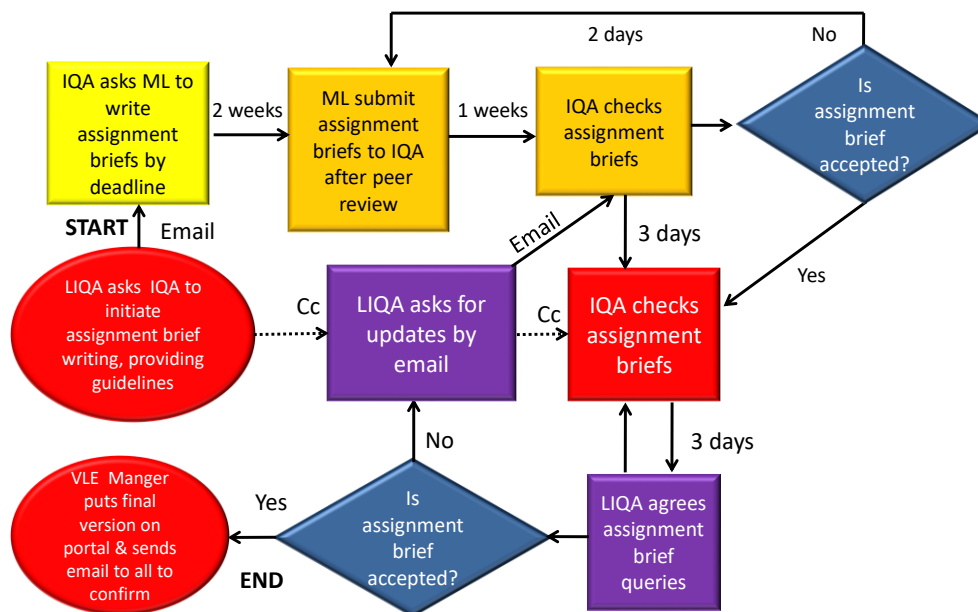 2 days
No
IQA asks ML to
write
assignment
briefs by
deadline
2 weeks
ML submit
assignment
briefs to IQA
after peer
review
1 weeks
IQA checks
assignment
briefs
Is
assignment
brief
accepted?
START
Email
Email
3 days
Yes
LIQA asks  IQA to
initiate
assignment brief
writing, providing
guidelines
Cc
LIQA asks for
updates by
email
Cc
IQA checks
assignment
briefs
No
3 days
VLE  Manger
puts final
version on
portal & sends
email to all to
confirm
Yes
END
Is
assignment
brief
accepted?
LIQA agrees
assignment
brief
queries